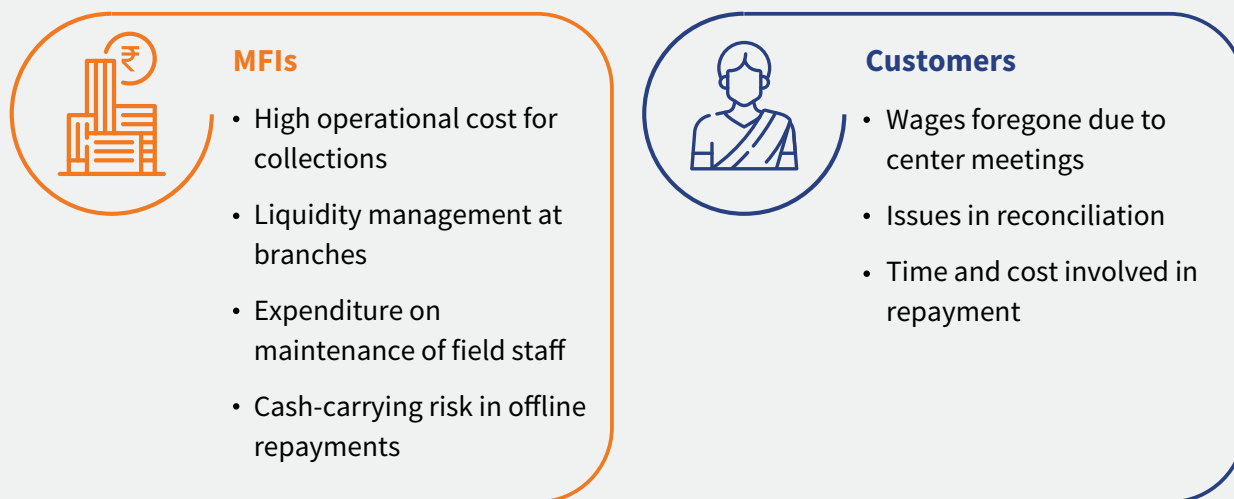 ₹
MFIs
• High operational cost for
collections
• Liquidity management at
branches
• Expenditure on
maintenance of field staff
• Cash-carrying risk in offline
repayments
Customers
• Wages foregone due to
center meetings
• Issues in reconciliation
• Time and cost involved in
repayment